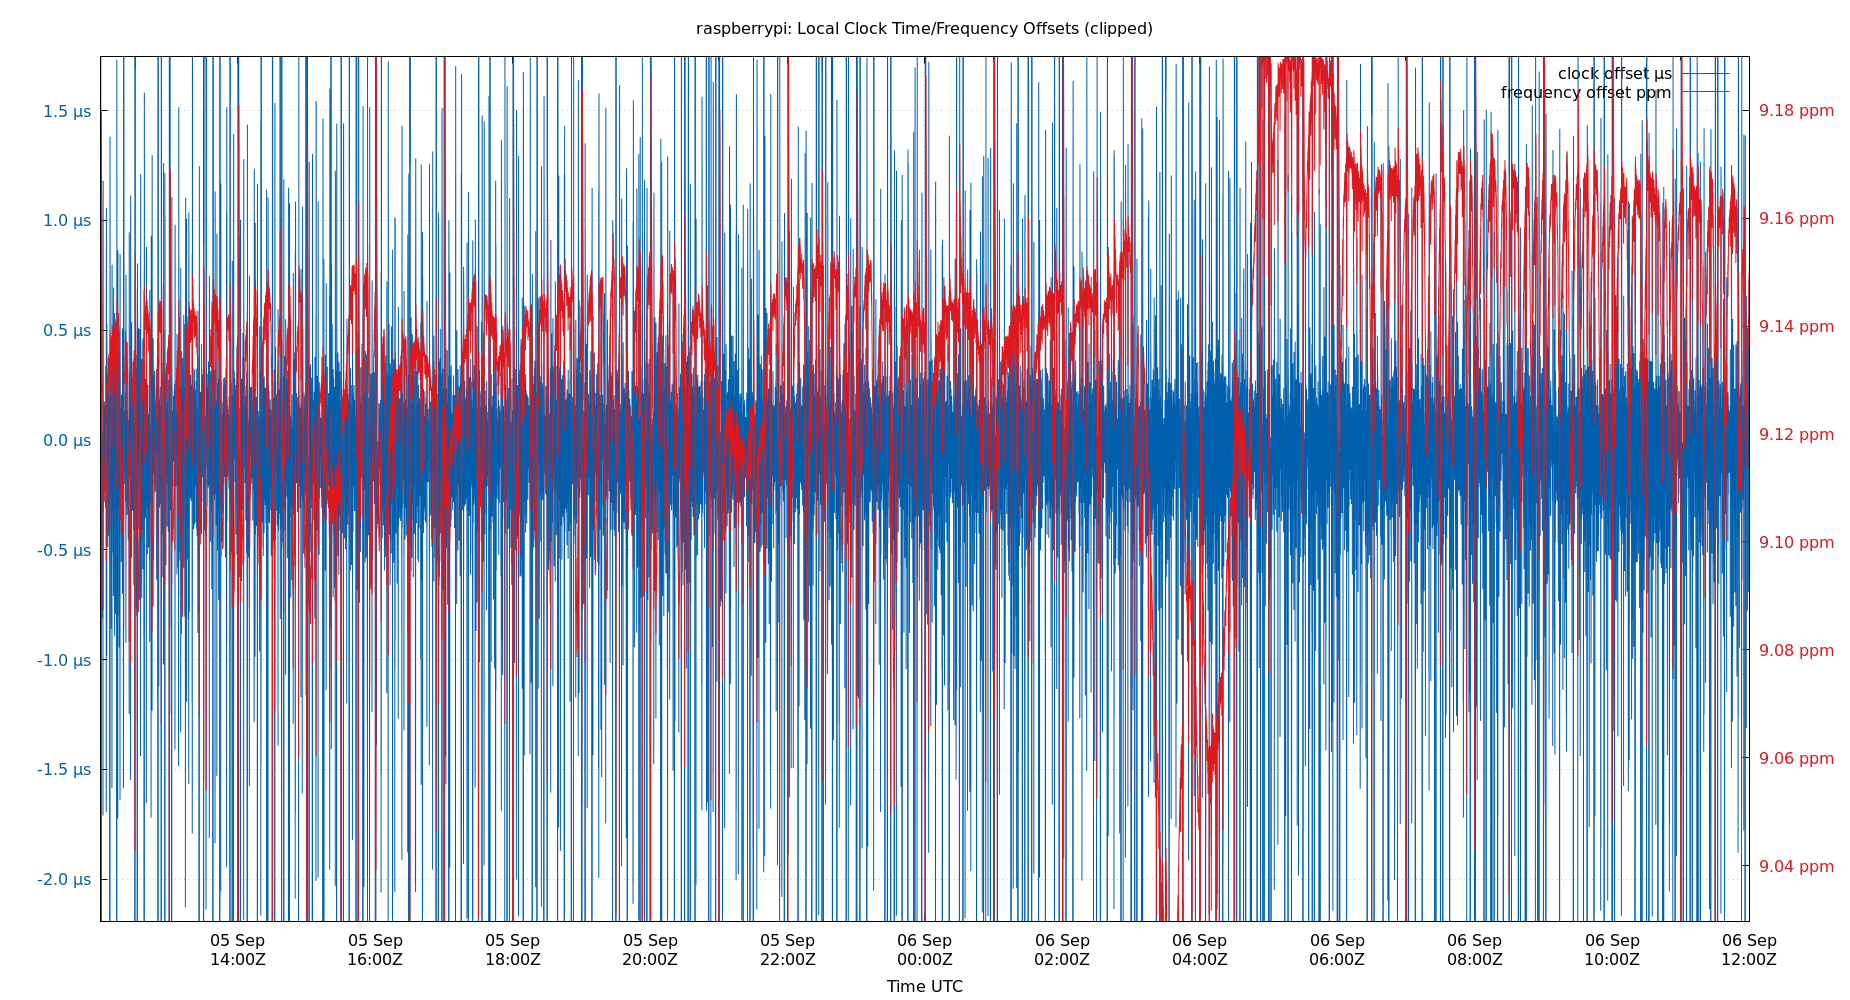 raspberrypi: Local Clock Time/Frequency Offsets (clipped)
clock offset µs
frequency offset ppm
1.5 µs
1.0 µs
0.5 µs
0.0 µs
-0.5 µs
-1.0 µs
-1.5 µs
-2.0 µs
9.18 ppm
9.16 ppm
9.14 ppm
9.12 ppm
9.10 ppm
9.08 ppm
9.06 ppm
9.04 ppm
05 Sep 05 Sep 05 Sep 05 Sep 05 Sep 06 Sep 06 Sep 06 Sep 06 Sep 06 Sep 06 Sep 06 Sep
14:00Z 16:00Z 18:00Z 20:00Z 22:00Z 00:00Z 02:00Z 04:00Z 06:00Z 08:00Z 10:00Z 12:00Z
Time UTC